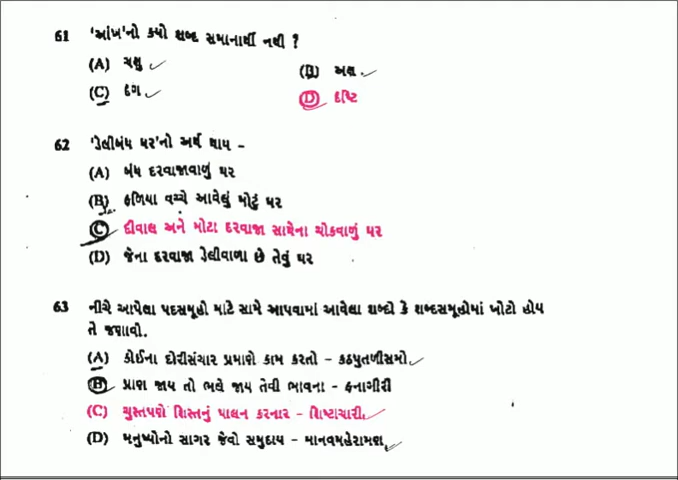 61 'આંખ'નો ક્યો શબ્દ સમાનાર્થી નથી ?
(A) ચક્ષુ
(B) અક્ષ
(C) દગ
(D) દષ્ટિ
62 'ડેલીબંધ ઘર'નો અર્થ થાય -
(A) બંધ દરવાજાવાળું ઘર
(B) ફળિયા વચ્ચે આવેલું મોટું ઘર
(C) દીવાલ અને મોટા દરવાજા સાથેના ચોકવાળું ઘર
(D) જેના દરવાજા ડેલીવાળા છે તેવું ઘર
63 નીચે આપેલા પદસમૂહો માટે સામે આપવામાં આવેલા શબ્દો કે શબ્દસમૂહોમાં ખોટો હોય
તે જણાવો.
(A) કોઈના દોરીસંચાર પ્રમાણે કામ કરતો - કઠપુતળીસમો
(B) પ્રાણ જાય તો ભલે જાય તેવી ભાવના - ફનાગીરી
(C) ચુસ્તપણે શિસ્તનું પાલન કરનાર - શિષ્ટાચારી
(D) મનુષ્યોનો સાગર જેવો સમુદાય - માનવમહેરામણ